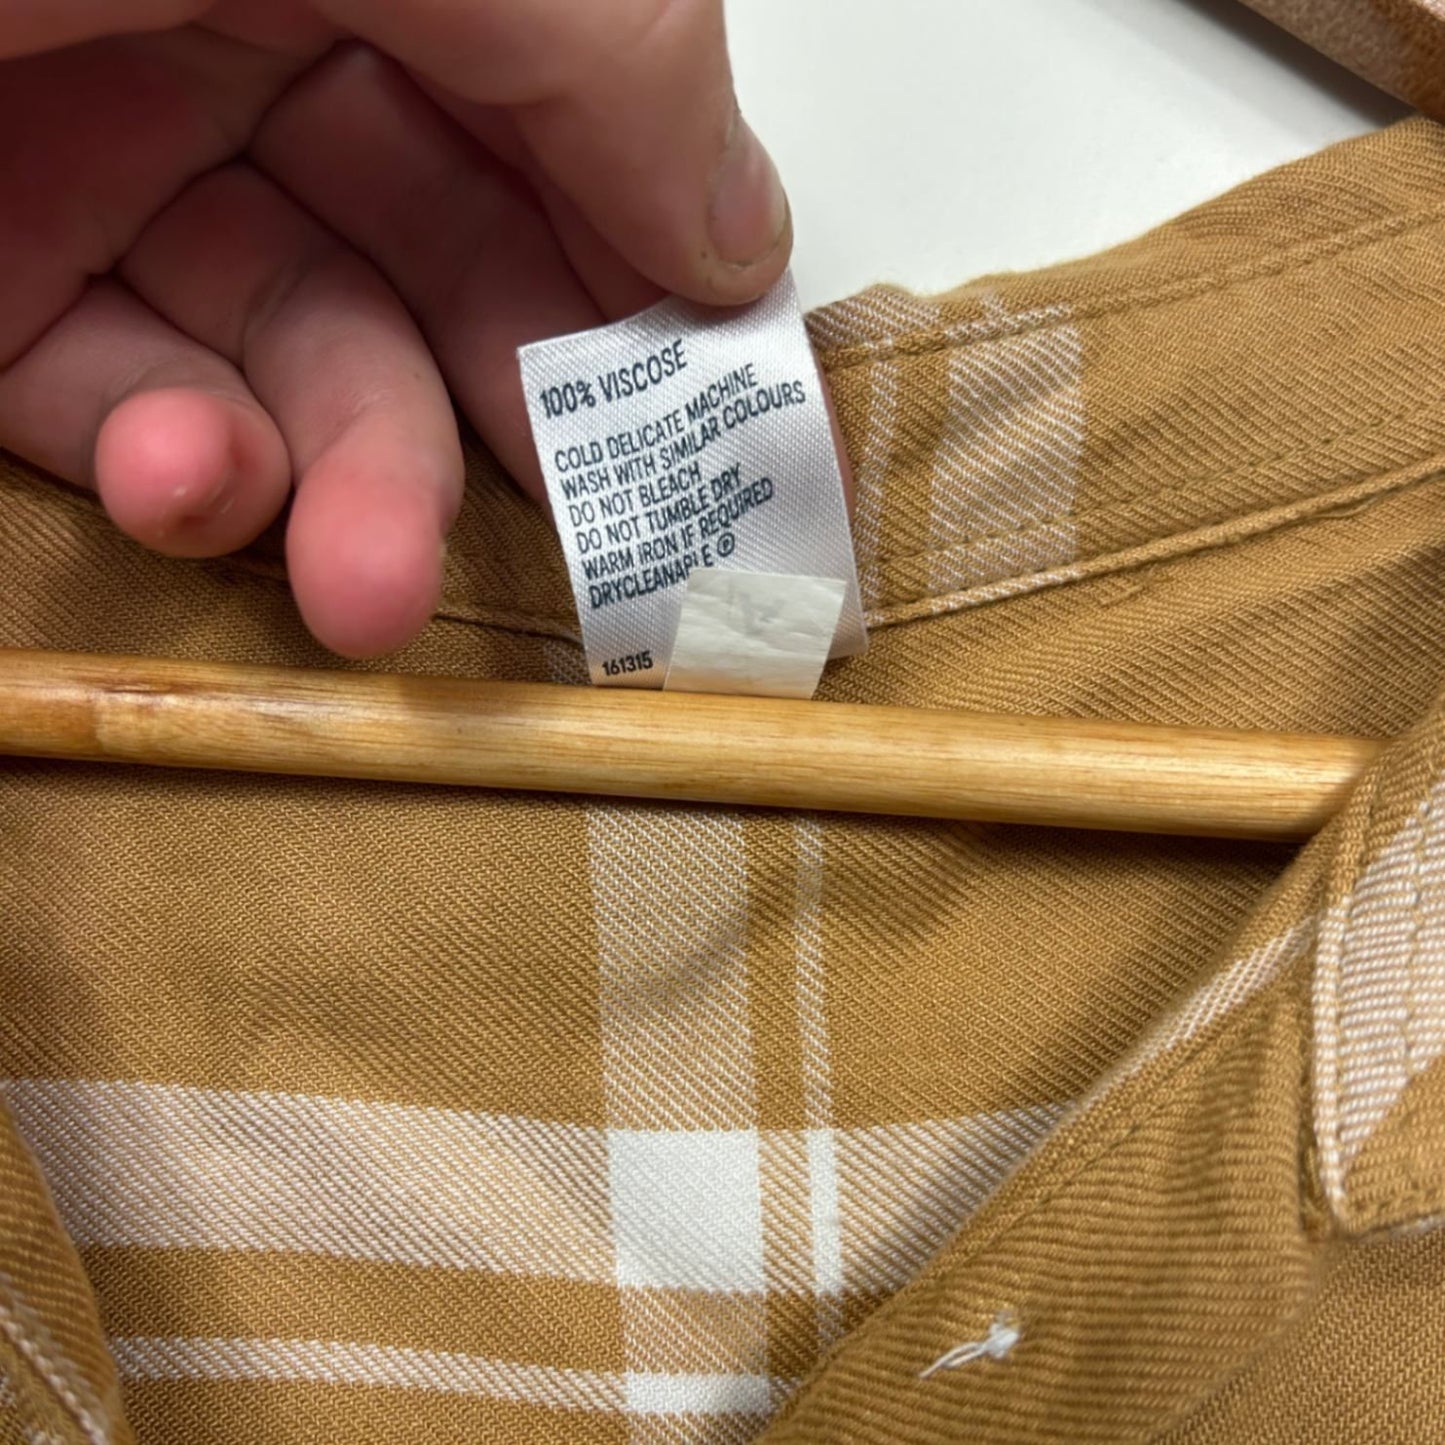 100% VISCOSE
COLD DELICATE MACHINE
WASH WITH SIMILAR COLOURS
DO NOT BLEACH
DO NOT TUMBLE DRY
WARM IRON IF REQUIRED
DRYCLEANABLE Ⓟ
161315